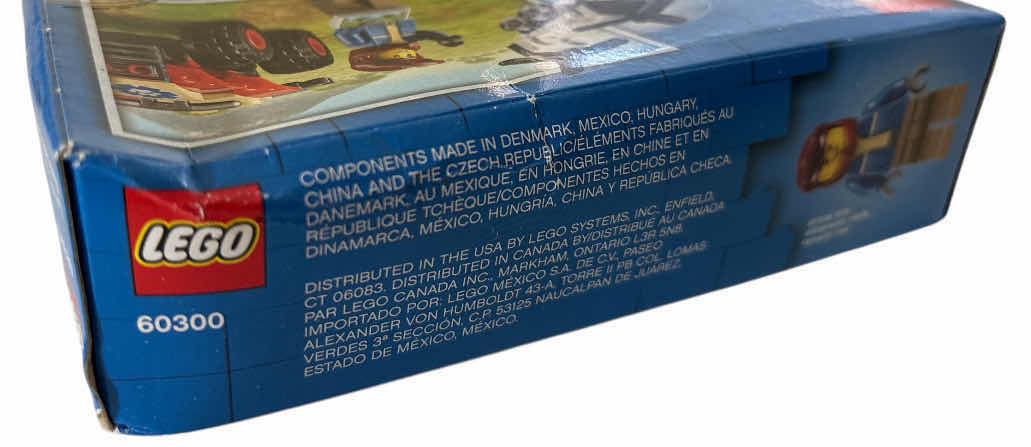 LEGO
60300
COMPONENTS MADE IN DENMARK, MEXICO, HUNGARY,
CHINA AND THE CZECH REPUBLIC/ÉLÉMENTS FABRIQUÉS AU
DANEMARK, AU MEXIQUE, EN HONGRIE, EN CHINE ET EN
RÉPUBLIQUE TCHÈQUE/COMPONENTES HECHOS EN
DINAMARCA, MÉXICO, HUNGRIA, CHINA Y REPÚBLICA CHECA.
DISTRIBUTED IN THE USA BY LEGO SYSTEMS, INC., ENFIELD,
CT 06083. DISTRIBUTED IN CANADA BY/DISTRIBUÉ AU CANADA
PAR LEGO CANADA INC., MARKHAM, ONTARIO L3R 5N8.
IMPORTADO POR: LEGO MÉXICO S.A. DE C.V., PASEO
ALEXANDER VON HUMBOLDT 43-A, TORRE II PB COL. LOMAS
VERDES 3ª SECCIÓN, C.P. 53125 NAUCALPAN DE JUÁREZ,
ESTADO DE MÉXICO, MÉXICO.